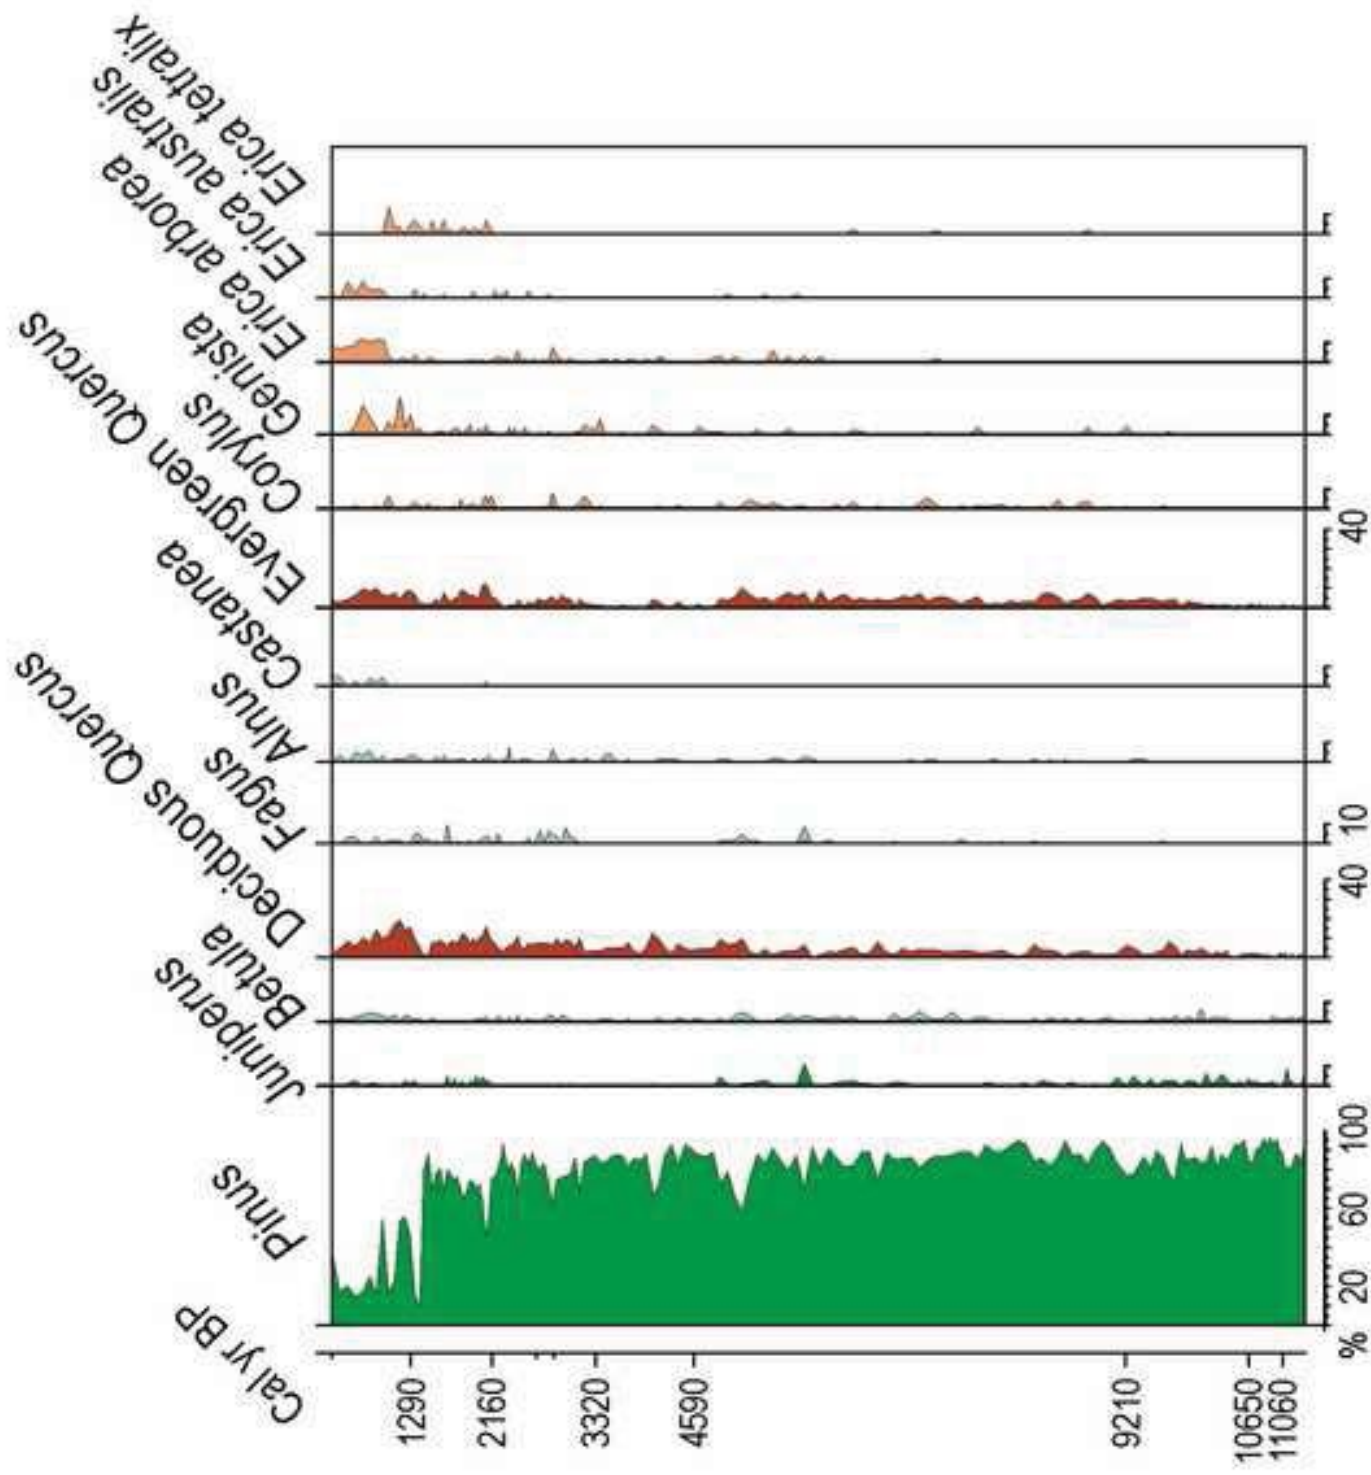 Cal yr BP
Pinus
Juniperus
Betula
Deciduous Quercus
Fagus
Alnus
Castanea
Evergreen Quercus
Corylus
Genista
Erica arborea
Erica australis
Erica tetralix
1290
2160
3320
4590
9210
10650
11060
%
20
60
100
40
10
40